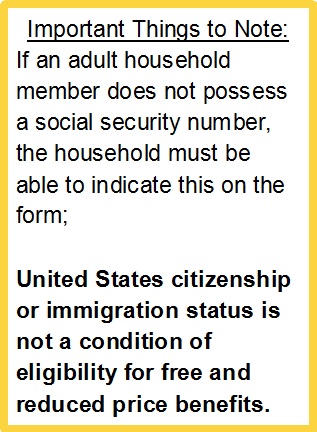 Important Things to Note:
If an adult household
member does not possess
a social security number,
the household must be
able to indicate this on the
form;
United States citizenship
or immigration status is
not a condition of
eligibility for free and
reduced price benefits.